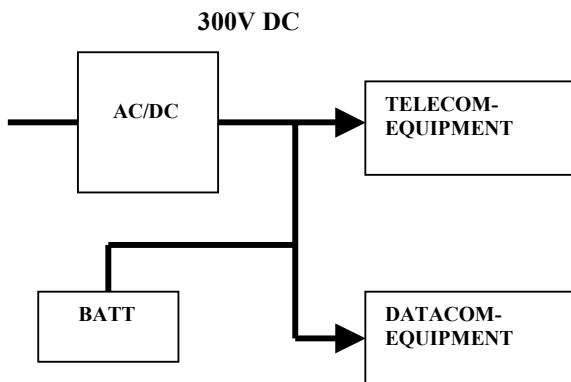 300V DC
AC/DC
TELECOM-
EQUIPMENT
BATT
DATACOM-
EQUIPMENT